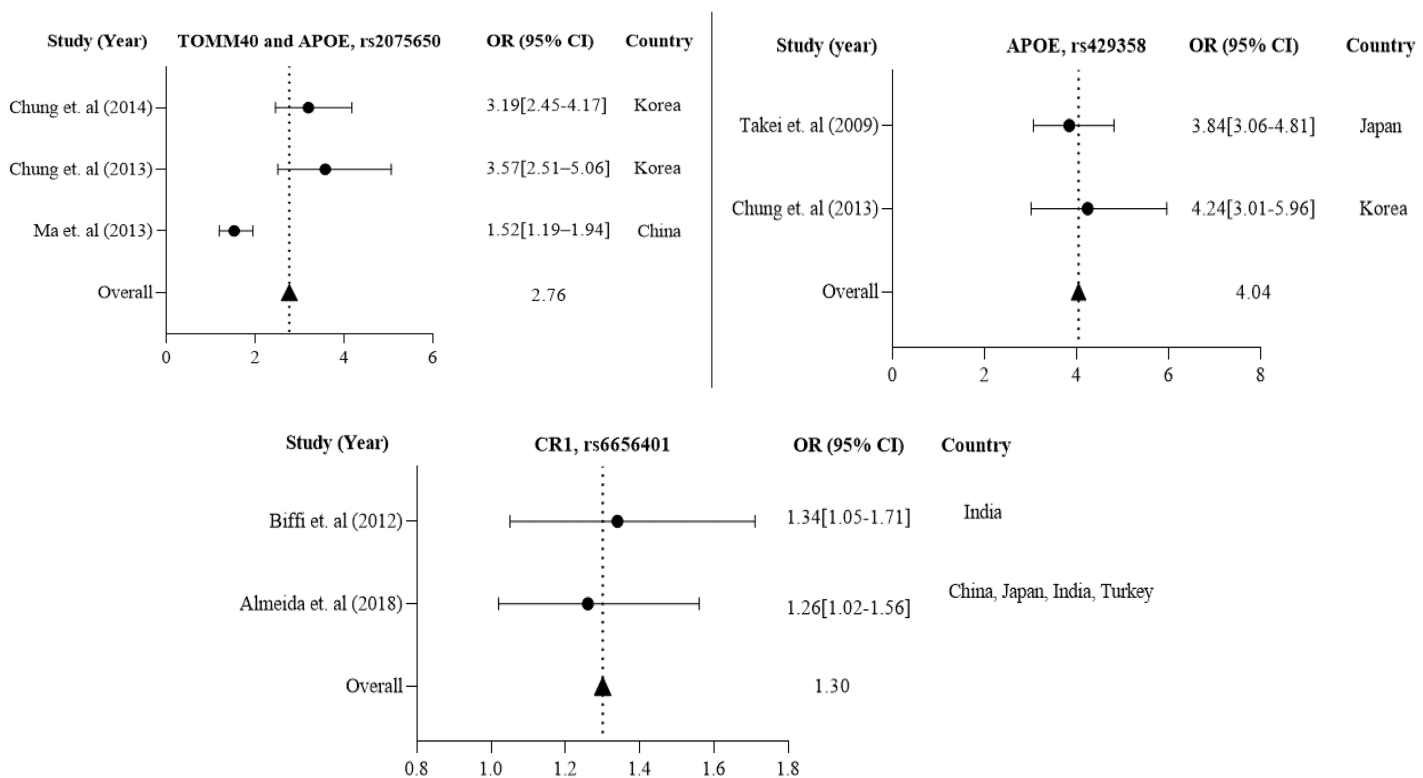 Study (Year) TOMM40 and APOE, rs2075650 OR (95% CI) Country
Chung et. al (2014) 3.19[2.45-4.17] Korea
Chung et. al (2013) 3.57[2.51–5.06] Korea
Ma et. al (2013) 1.52[1.19–1.94] China
Overall 2.76
0 2 4 6
Study (year) APOE, rs429358 OR (95% CI) Country
Takei et. al (2009) 3.84[3.06-4.81] Japan
Chung et. al (2013) 4.24[3.01-5.96] Korea
Overall 4.04
0 2 4 6 8
Study (Year) CR1, rs6656401 OR (95% CI) Country
Biffi et. al (2012) 1.34[1.05-1.71] India
Almeida et. al (2018) 1.26[1.02-1.56] China, Japan, India, Turkey
Overall 1.30
0.8 1.0 1.2 1.4 1.6 1.8